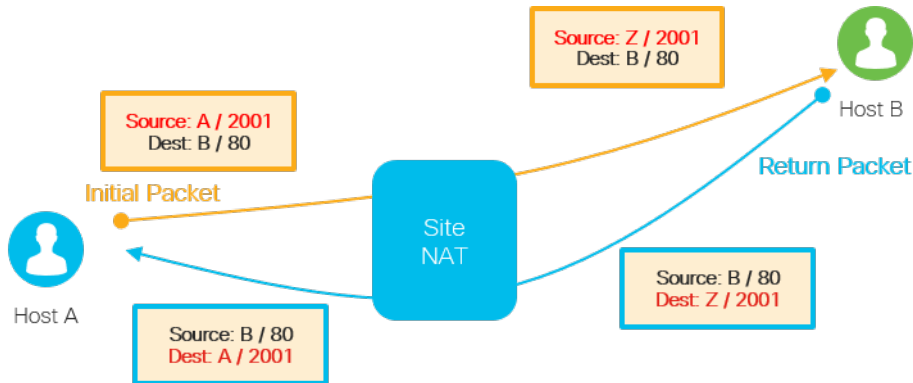 Source: Z / 2001
Dest: B / 80
Host B
Source: A / 2001
Dest: B / 80
Initial Packet
Return Packet
Site
NAT
Source: B / 80
Dest: Z / 2001
Host A
Source: B / 80
Dest: A / 2001